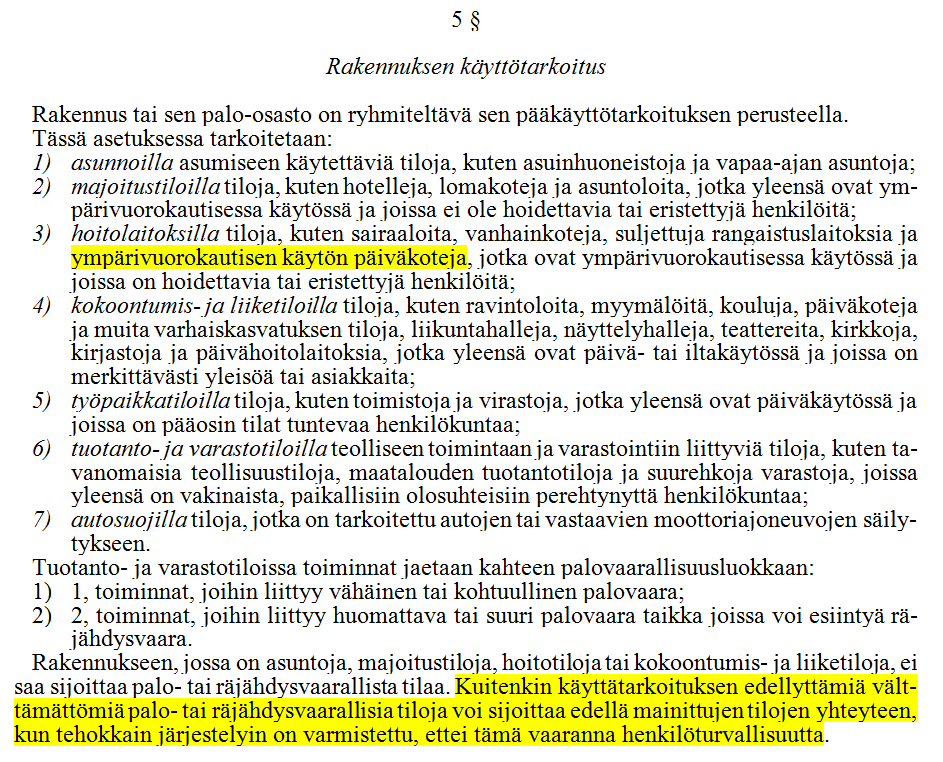 5 §
Rakennuksen käyttötarkoitus
Rakennus tai sen palo-osasto on ryhmiteltävä sen pääkäyttötarkoituksen perusteella.
Tässä asetuksessa tarkoitetaan:
1) asunnoilla asumiseen käytettäviä tiloja, kuten asuinhuoneistoja ja vapaa-ajan asuntoja;
2) majoitustiloilla tiloja, kuten hotelleja, lomakoteja ja asuntoloita, jotka yleensä ovat ym-
pärivuorokautisessa käytössä ja joissa ei ole hoidettavia tai eristettyjä henkilöitä;
3) hoitolaitoksilla tiloja, kuten sairaaloita, vanhainkoteja, suljettuja rangaistuslaitoksia ja
ympärivuorokautisen käytön päiväkoteja, jotka ovat ympärivuorokautisessa käytössä ja
joissa on hoidettavia tai eristettyjä henkilöitä;
4) kokoontumis- ja liiketiloilla tiloja, kuten ravintoloita, myymälöitä, kouluja, päiväkoteja
ja muita varhaiskasvatuksen tiloja, liikuntahalleja, näyttelyhalleja, teattereita, kirkkoja,
kirjastoja ja päivähoitolaitoksia, jotka yleensä ovat päivä- tai iltakäytössä ja joissa on
merkittävästi yleisöä tai asiakkaita;
5) työpaikkatiloilla tiloja, kuten toimistoja ja virastoja, jotka yleensä ovat päiväkäytössä ja
joissa on pääosin tilat tuntevaa henkilökuntaa;
6) tuotanto- ja varastotiloilla teolliseen toimintaan ja varastointiin liittyviä tiloja, kuten ta-
vanomaisia teollisuustiloja, maatalouden tuotantotiloja ja suurehkoja varastoja, joissa
yleensä on vakinaista, paikallisiin olosuhteisiin perehtynyttä henkilökuntaa;
7) autosuojilla tiloja, jotka on tarkoitettu autojen tai vastaavien moottoriajoneuvojen säily-
tykseen.
Tuotanto- ja varastotiloissa toiminnat jaetaan kahteen palovaarallisuusluokkaan:
1) 1, toiminnat, joihin liittyy vähäinen tai kohtuullinen palovaara;
2) 2, toiminnat, joihin liittyy huomattava tai suuri palovaara taikka joissa voi esiintyä rä-
jähdysvaara.
Rakennukseen, jossa on asuntoja, majoitustiloja, hoitotiloja tai kokoontumis- ja liiketiloja, ei
saa sijoittaa palo- tai räjähdysvaarallista tilaa. Kuitenkin käyttätarkoituksen edellyttämiä vält-
tämättömiä palo- tai räjähdysvaarallisia tiloja voi sijoittaa edellä mainittujen tilojen yhteyteen,
kun tehokkain järjestelyin on varmistettu, ettei tämä vaaranna henkilöturvallisuutta.